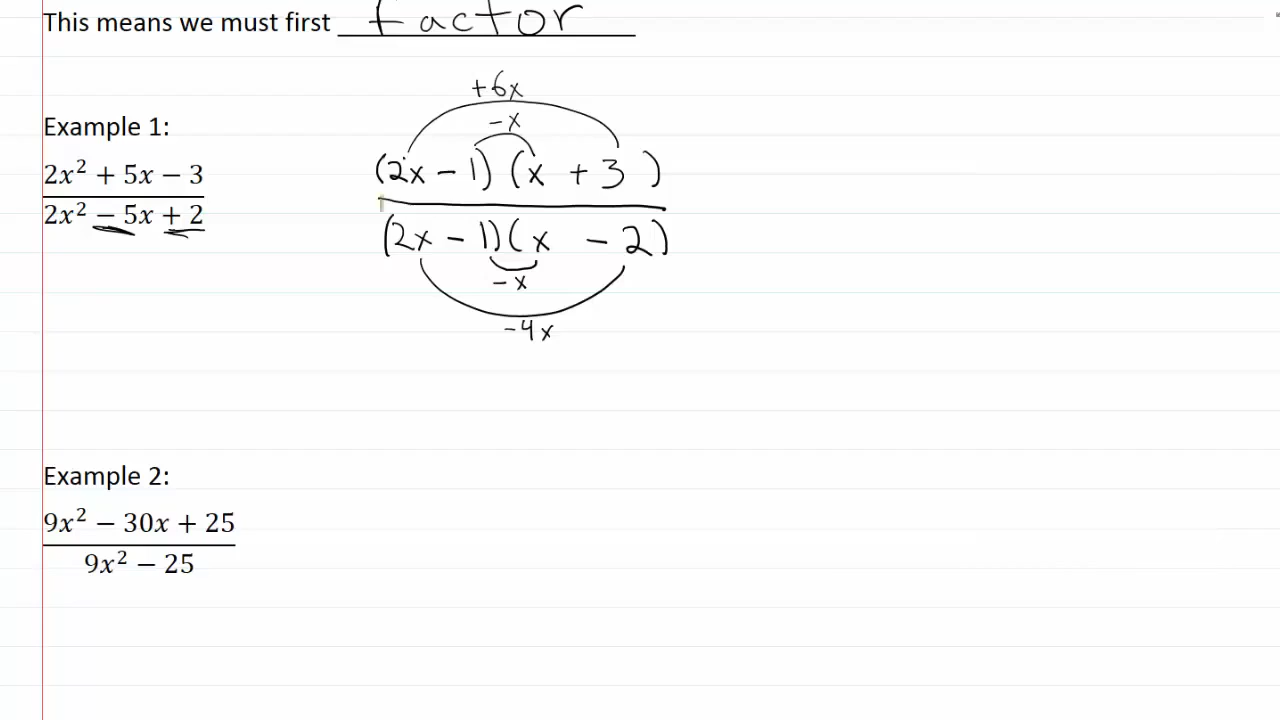 This means we must first factor
+6x
Example 1:
-x
2x² + 5x − 3
(2x - 1) (x + 3)
2x² − 5x + 2
(2x - 1)(x - 2)
-x
-4x
Example 2:
9x² − 30x + 25
9x² − 25